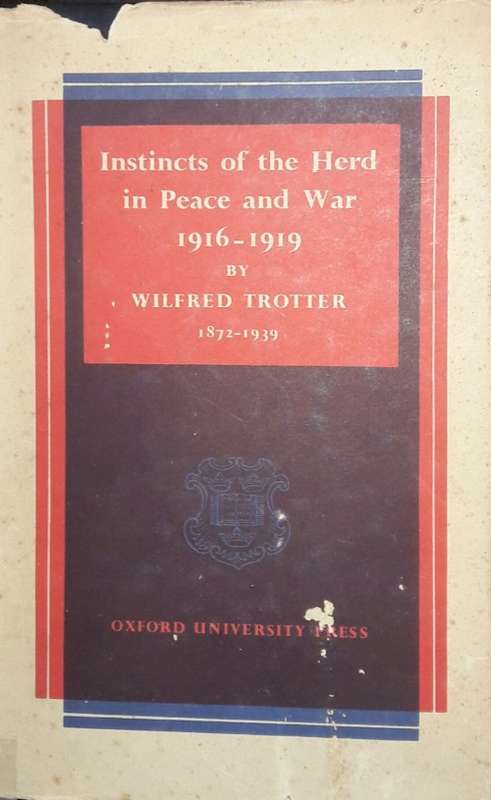 Instincts of the Herd
in Peace and War
1916-1919
BY
WILFRED TROTTER
1872-1939
OXFORD UNIVERSITY PRESS